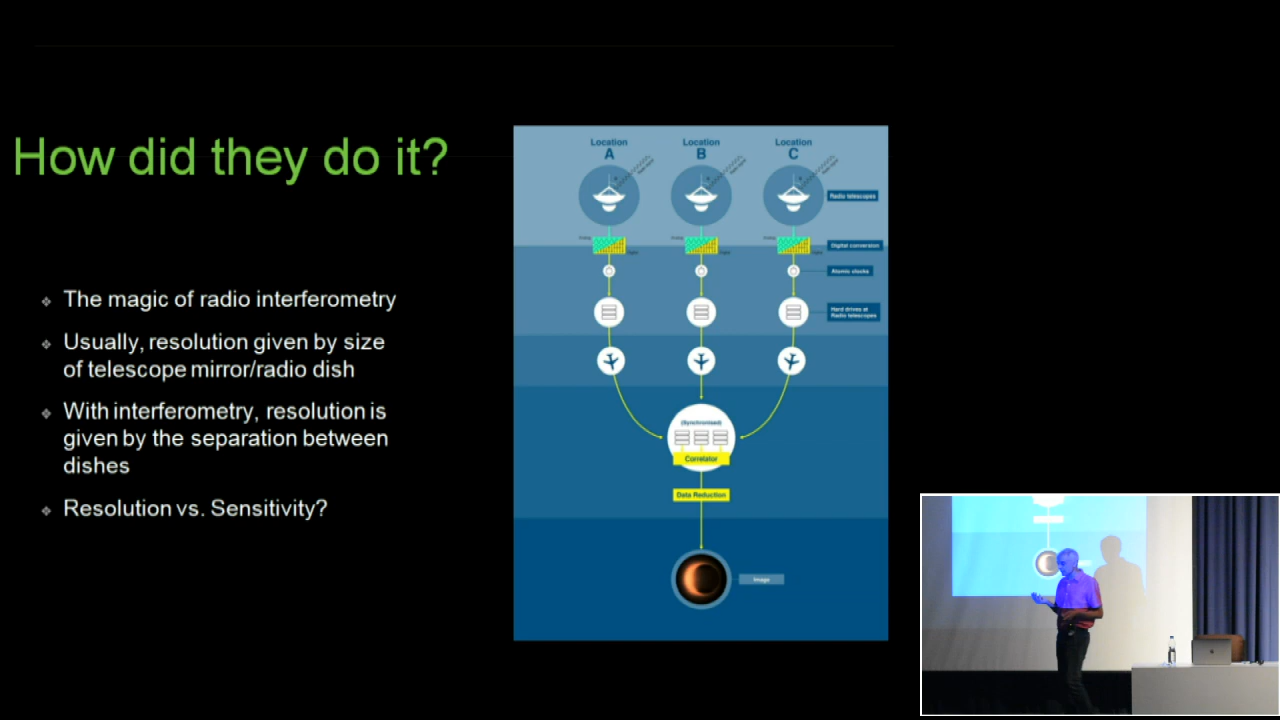 How did they do it?
The magic of radio interferometry
Usually, resolution given by size
of telescope mirror/radio dish
With interferometry, resolution is
given by the separation between
dishes
Resolution vs. Sensitivity?
Location
A
Location
B
Location
C
Radio telescopes
Digital conversion
Atomic clocks
Hard drives at
Radio telescopes
(Synchronised)
Correlator
Data Reduction
Image